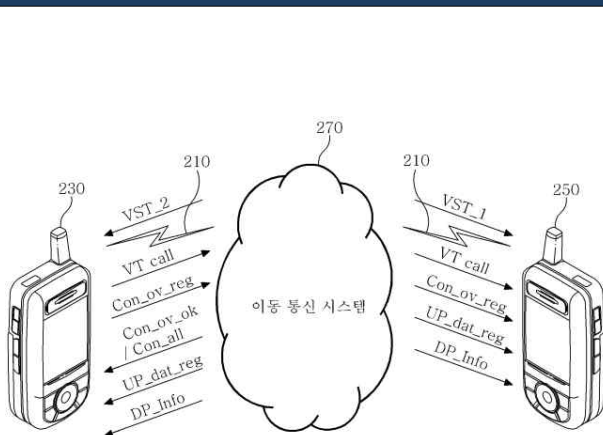 270
210
210
230
250
VST_2
VST_1
VT call
VT call
Con_ov_reg
Con_ov_reg
이동 통신 시스템
Con_ov_ok
/ Con_all
UP_dat_reg
UP_dat_reg
DP_Info
DP_Info